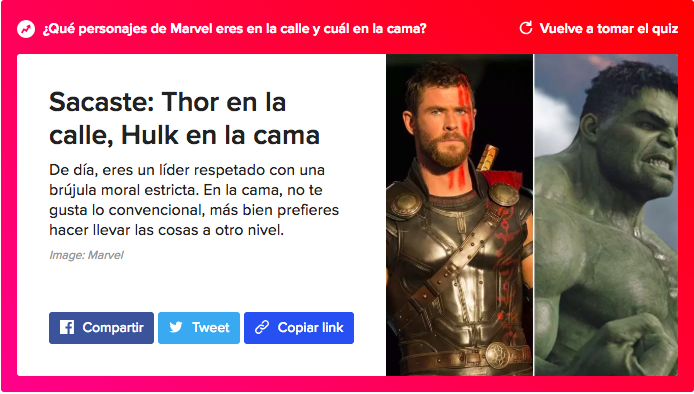 ¿Qué personajes de Marvel eres en la calle y cuál en la cama?
Vuelve a tomar el quiz
Sacaste: Thor en la
calle, Hulk en la cama
De día, eres un líder respetado con una
brújula moral estricta. En la cama, no te
gusta lo convencional, más bien prefieres
hacer llevar las cosas a otro nivel.
Image: Marvel
Compartir
Tweet
Copiar link